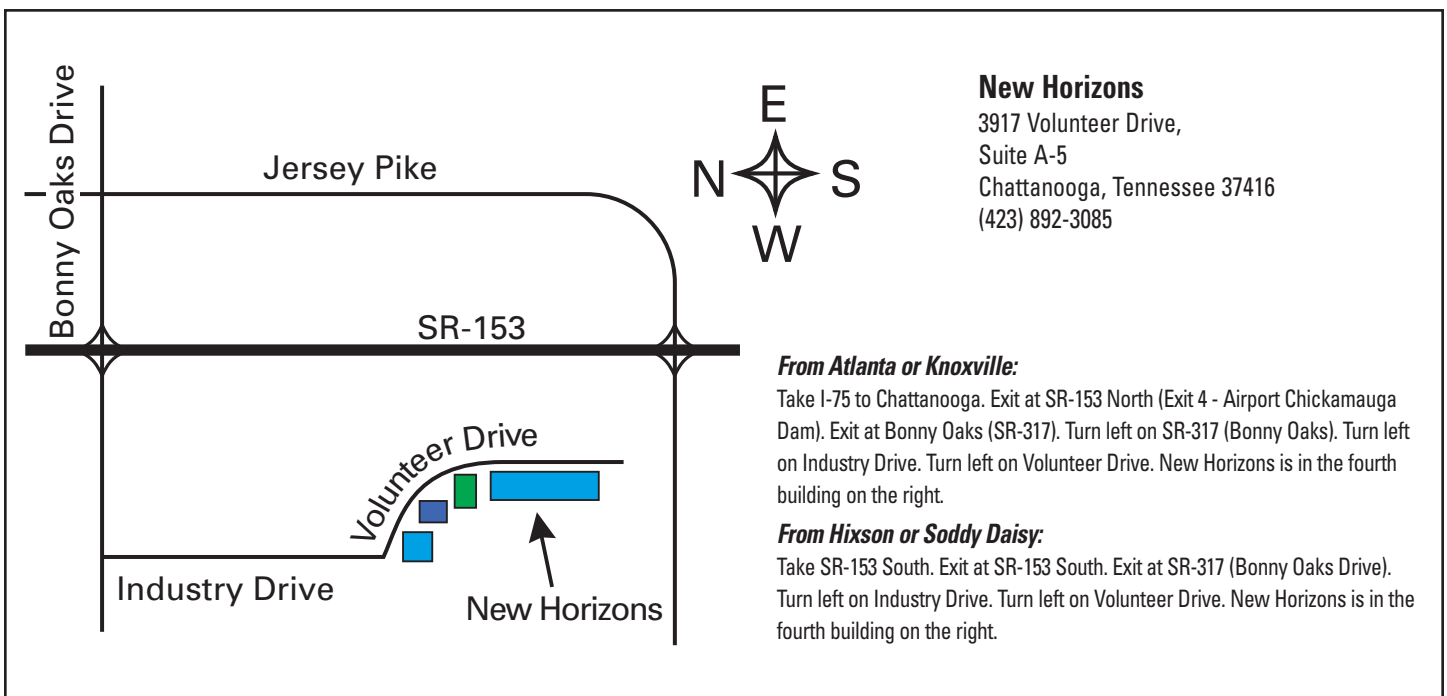 Bonny Oaks Drive
Jersey Pike
E
N
S
W
SR-153
Volunteer Drive
Industry Drive
New Horizons
New Horizons
3917 Volunteer Drive,
Suite A-5
Chattanooga, Tennessee 37416
(423) 892-3085
From Atlanta or Knoxville:
Take I-75 to Chattanooga. Exit at SR-153 North (Exit 4 - Airport Chickamauga
Dam). Exit at Bonny Oaks (SR-317). Turn left on SR-317 (Bonny Oaks). Turn left
on Industry Drive. Turn left on Volunteer Drive. New Horizons is in the fourth
building on the right.
From Hixson or Soddy Daisy:
Take SR-153 South. Exit at SR-153 South. Exit at SR-317 (Bonny Oaks Drive).
Turn left on Industry Drive. Turn left on Volunteer Drive. New Horizons is in the
fourth building on the right.